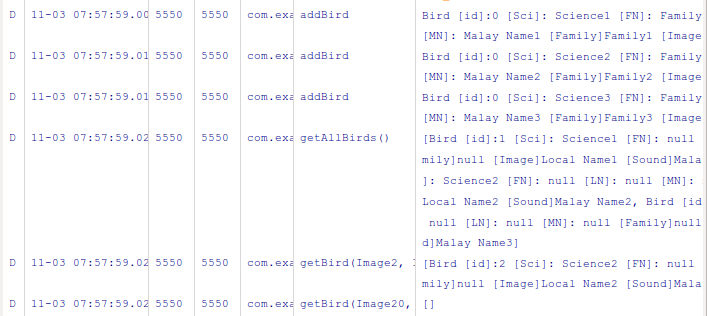 D 11-03 07:57:59.00 5550 5550 com.exa addBird Bird [id]:0 [Sci]: Science1 [FN]: Family
[MN]: Malay Name1 [Family]Family1 [Image
D 11-03 07:57:59.01 5550 5550 com.exa addBird Bird [id]:0 [Sci]: Science2 [FN]: Family
[MN]: Malay Name2 [Family]Family2 [Image
D 11-03 07:57:59.01 5550 5550 com.exa addBird Bird [id]:0 [Sci]: Science3 [FN]: Family
[MN]: Malay Name3 [Family]Family3 [Image
D 11-03 07:57:59.02 5550 5550 com.exa getAllBirds() [Bird [id]:1 [Sci]: Science1 [FN]: null
mily]null [Image]Local Name1 [Sound]Mala
]: Science2 [FN]: null [LN]: null [MN]:
Local Name2 [Sound]Malay Name2, Bird [id
null [LN]: null [MN]: null [Family]null
d]Malay Name3]
D 11-03 07:57:59.02 5550 5550 com.exa getBird(Image2, [Bird [id]:2 [Sci]: Science2 [FN]: null
mily]null [Image]Local Name2 [Sound]Mala
D 11-03 07:57:59.02 5550 5550 com.exa getBird(Image20, []